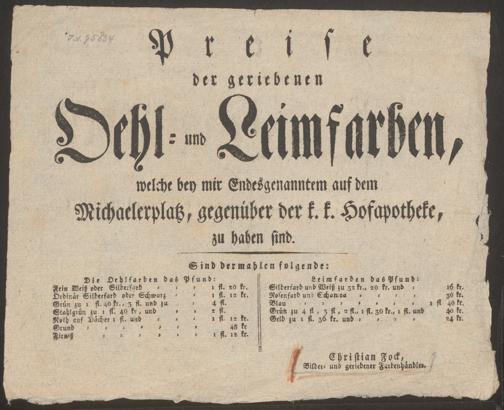 Preise
der geriebenen
Oehl- und Leimfarben,
welche bey mir Endesgenanntem auf dem
Michaelerplatz, gegenüber der k. k. Hofapotheke,
zu haben sind.
Sind dermahlen folgende:
Die Oehlfarben das Pfund:
Fein Weiß oder Silberfarb - - 1 fl. 20 kr.
Ordinär Silberfarb oder Schwarz - 1 fl. 12 kr.
Grün zu 1 fl. 40 kr., 3 fl. und zu 4 fl.
Stahlgrün zu 1 fl. 40 kr., und - 2 fl.
Roth auf Dächer 1 fl. und - - 1 fl. 12 kr.
Grund - - - - 48 kr
Firniß - - - - 1 fl. 12 kr.
Leimfarben das Pfund:
Silberfarb und Weiß zu 32 kr., 20 kr. und - 16 kr.
Rosenfarb und - - - 36 kr.
Blau - - - - 1 fl. 40 kr.
Grün zu 4 fl., 3 fl., 2 fl., 1 fl. 36 kr., 1 fl. und 40 kr.
Gelb zu 1 fl. 36 kr. und - - - 24 kr.
Christian Fock,
Bilder- und geriebener Farbenhändler.